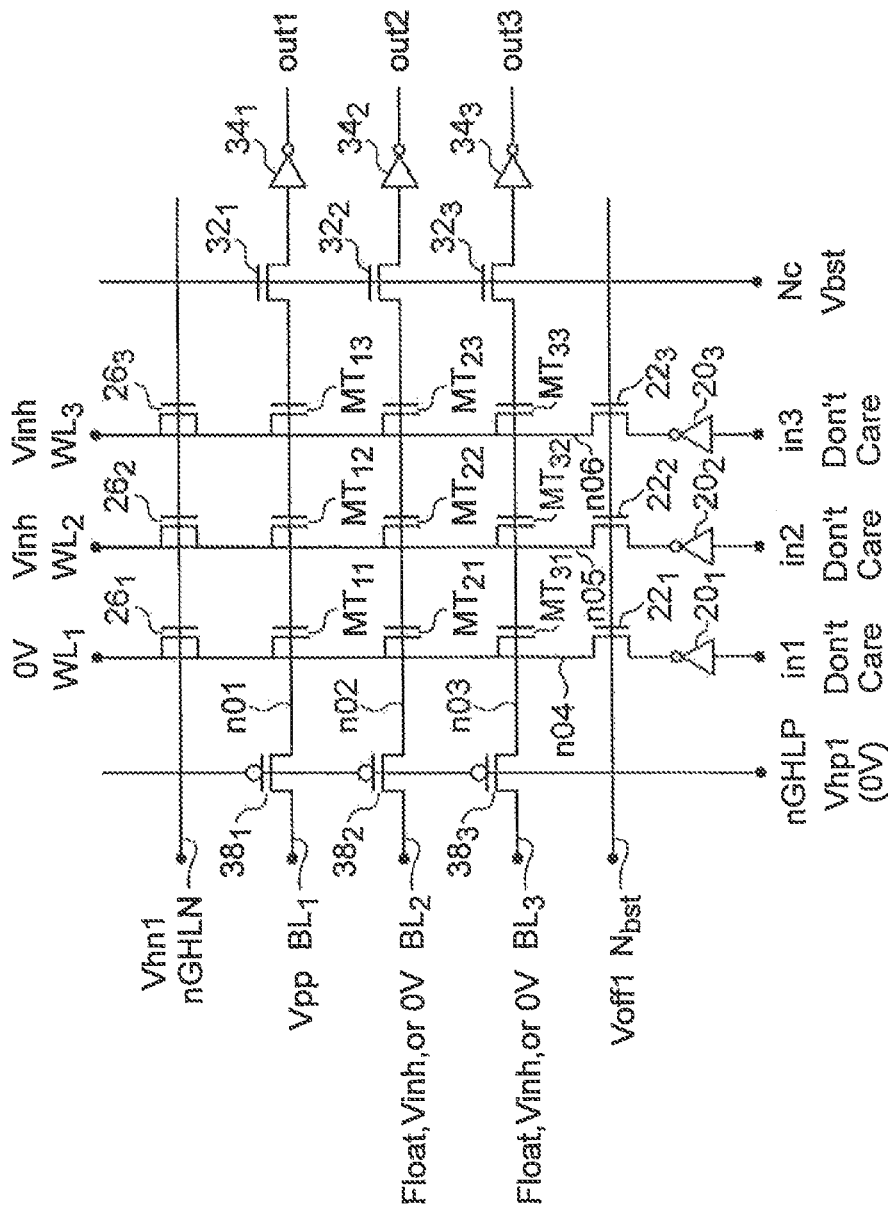 0V Vinh Vinh
WL1 WL2 WL3
261 262 263
Vhn1
nGHLN
341 out1
321
381 n01 MT11 MT12 MT13
Vpp BL1
342 out2
322
382 n02 MT21 MT22 MT23
Float,Vinh,or 0V BL2
343 out3
323
383 n03 MT31 MT32 MT33
Float,Vinh,or 0V BL3
n04 n05 n06
Voff1 Nbst
221 222 223
201 202 203
nGHLP in1 in2 in3 Nc
Vhp1 Don't Don't Don't Vbst
(0V) Care Care Care